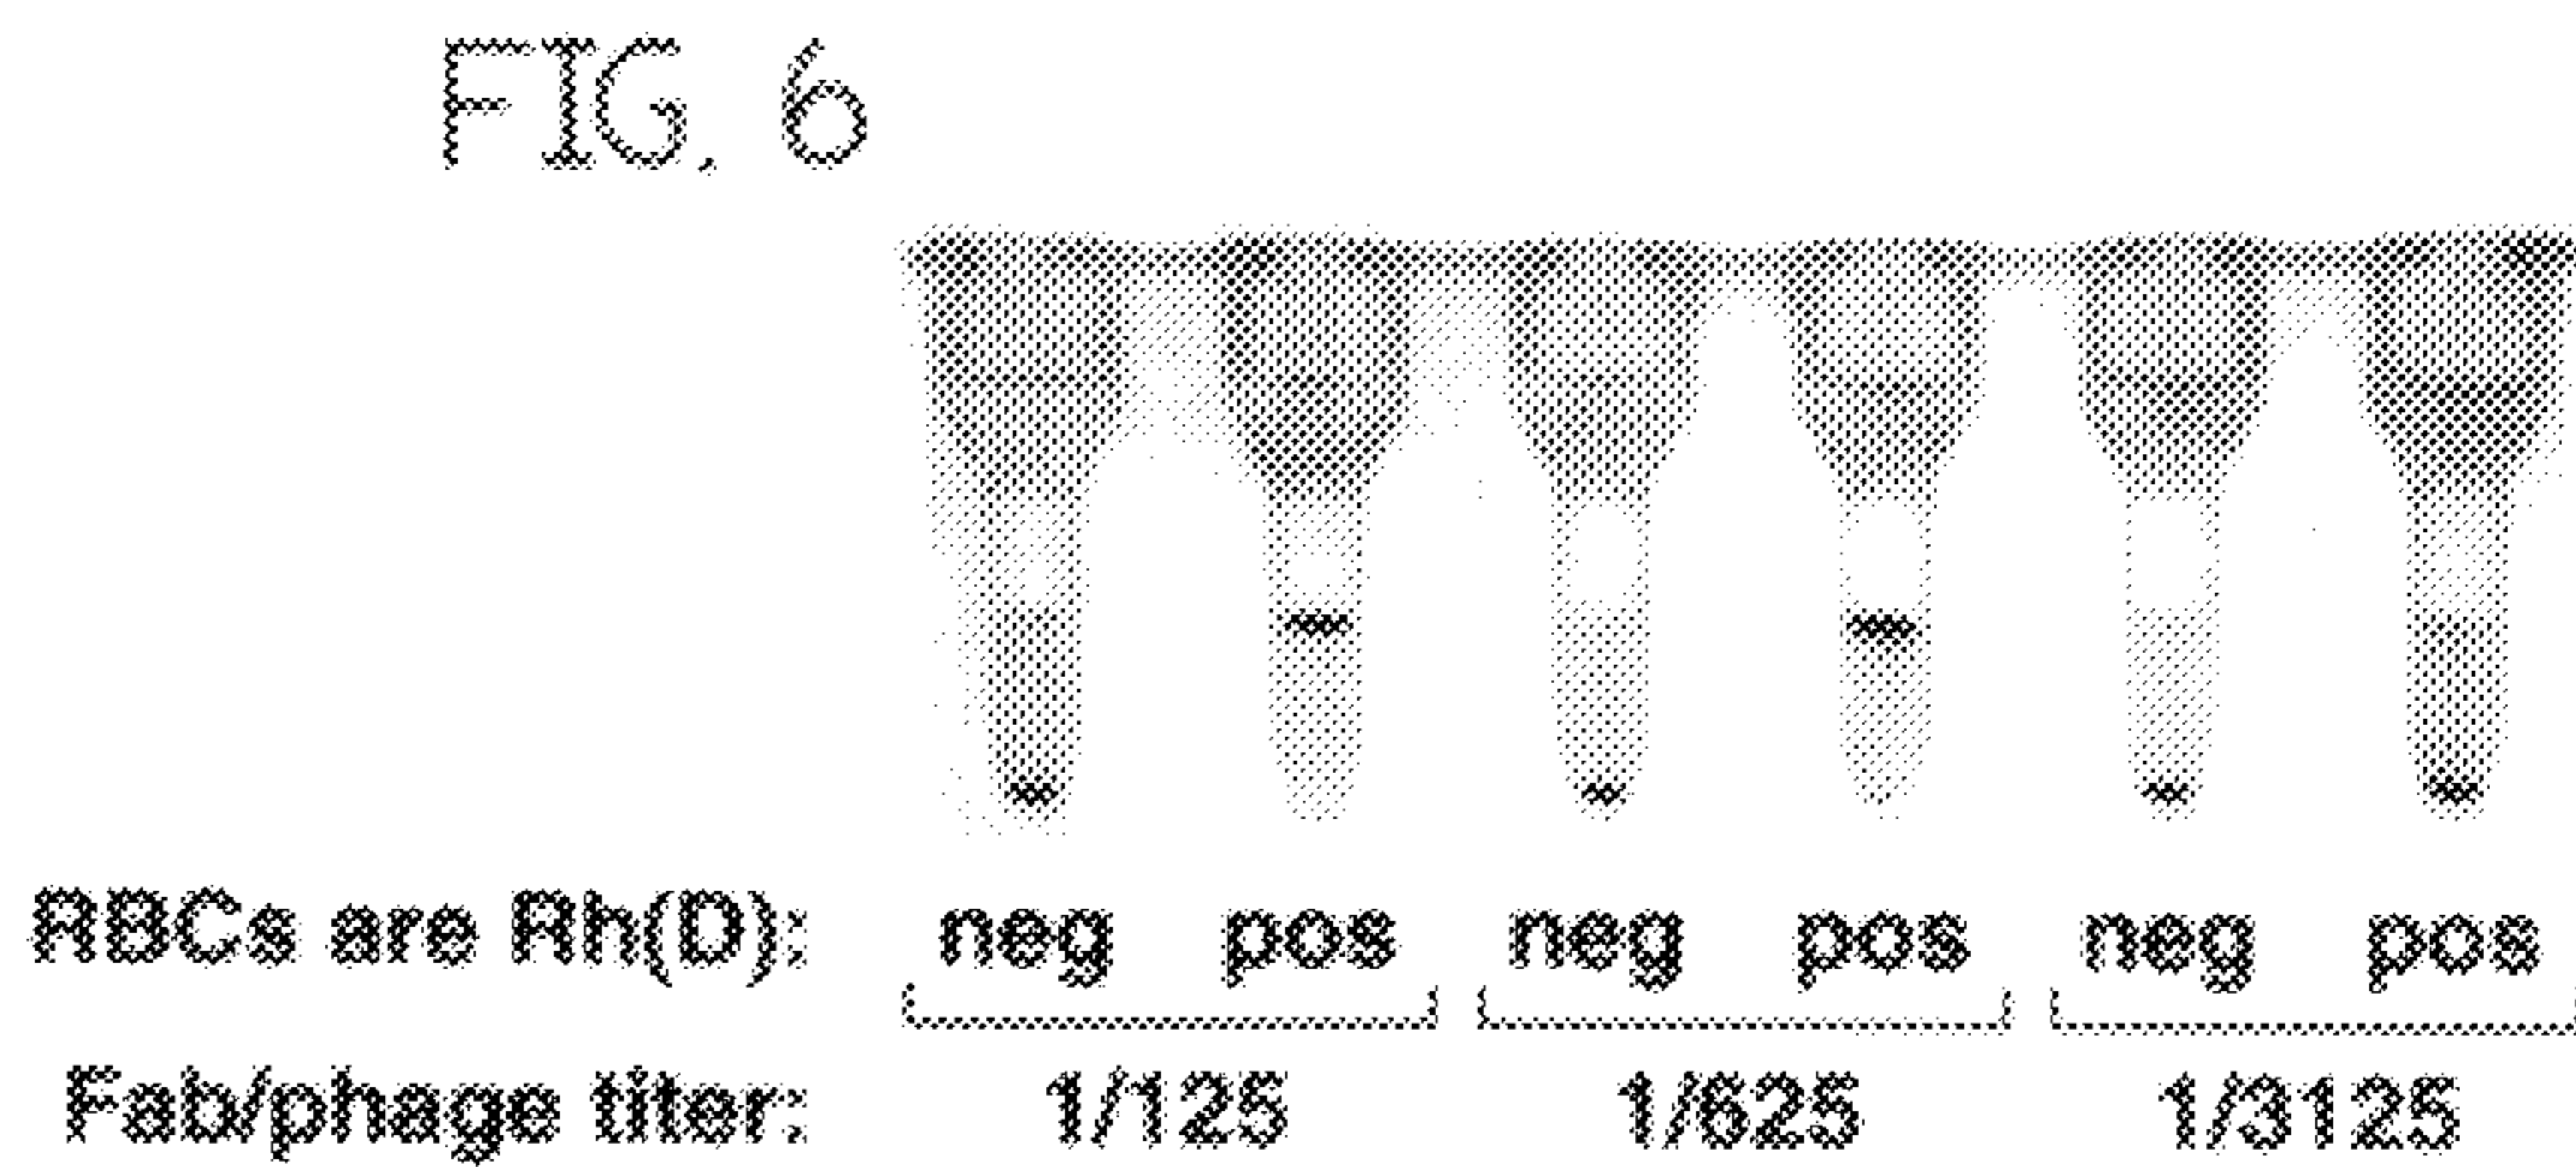 FIG. 6
RBCs are Rh(D): neg pos neg pos neg pos
Fab/phage titer: 1/125 1/625 1/3125